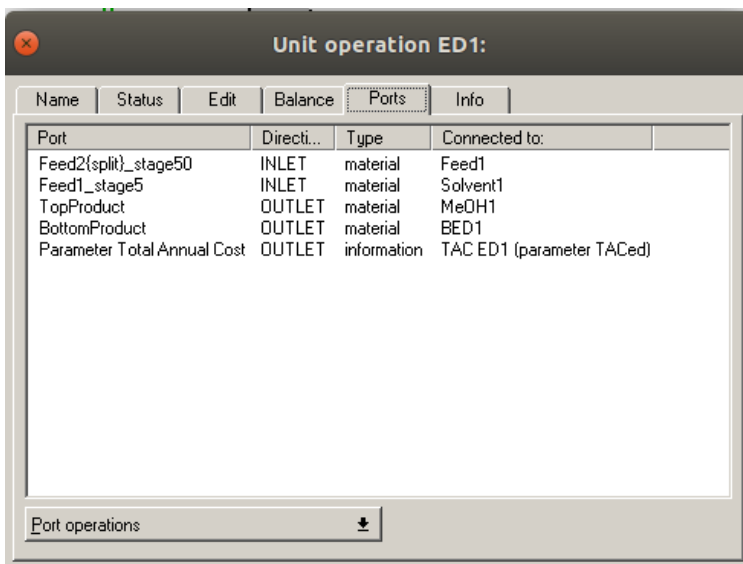 Unit operation ED1:
Name Status Edit Balance Ports Info
Port Directi... Type Connected to:
Feed2{split}_stage50 INLET material Feed1
Feed1_stage5 INLET material Solvent1
TopProduct OUTLET material MeOH1
BottomProduct OUTLET material BED1
Parameter Total Annual Cost OUTLET information TAC ED1 (parameter TACed)
Port operations